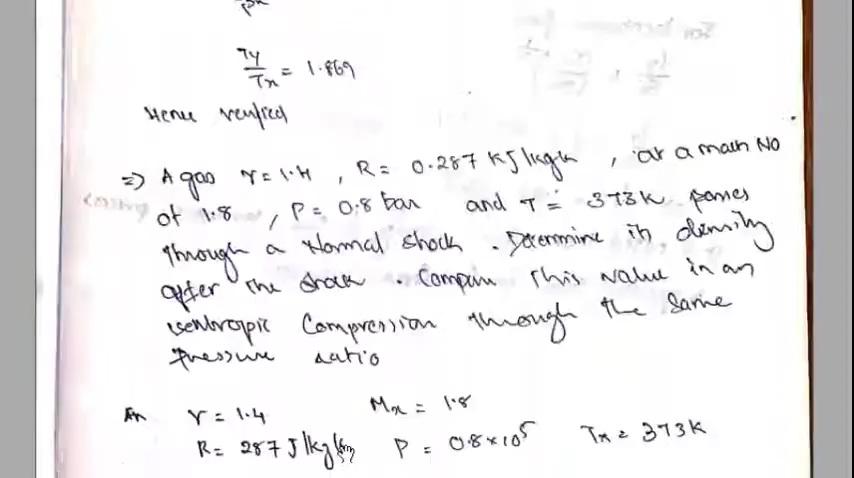 Ty/Tx = 1.869
Hence verified
=) A gas γ = 1.4 , R = 0.287 KJ/kgk , at a mach No
of 1.8 , P = 0.8 bar and T = 373K passes
through a Normal shock . Determine its density
after the shock . Compare this value in an
isentropic Compression through the same
pressure ratio
An γ = 1.4 Mx = 1.8
R = 287 J/kg P = 0.8×10⁵ Tx = 373K